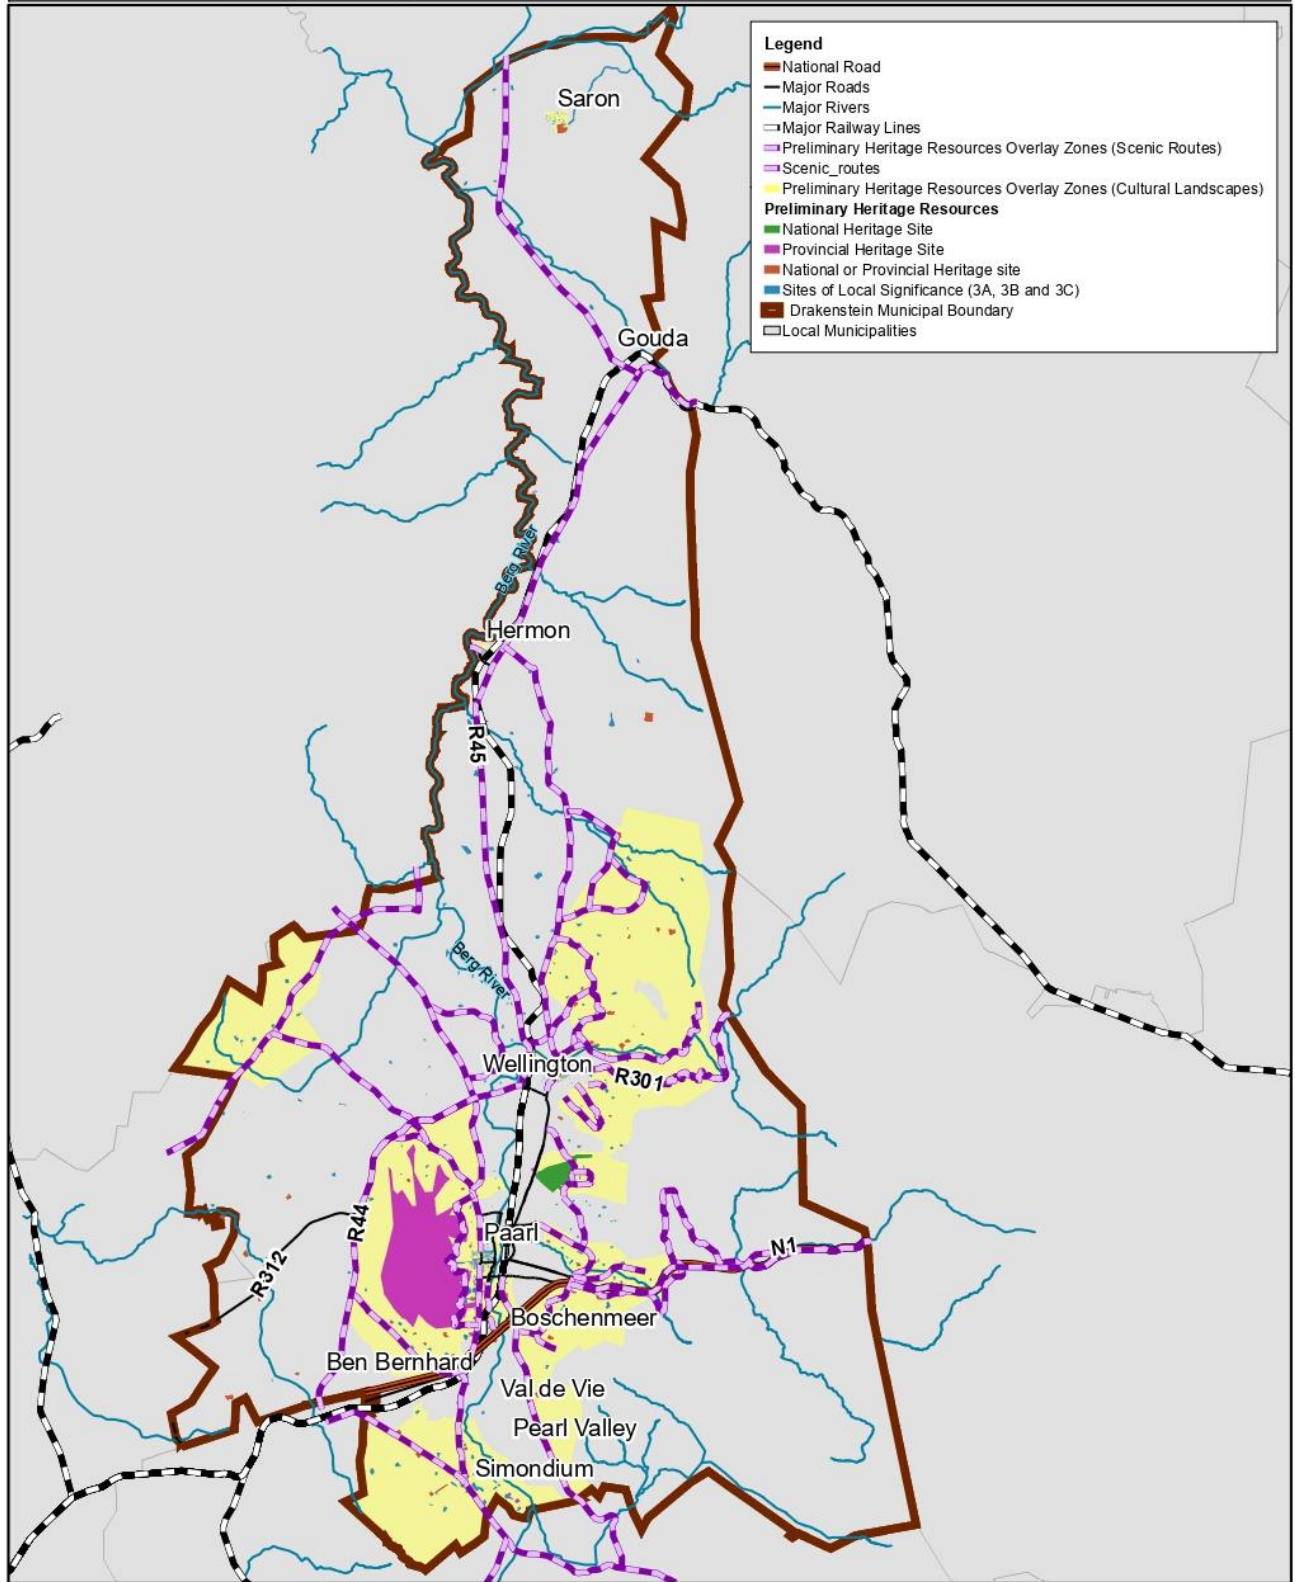 Legend
National Road
Major Roads
Major Rivers
Major Railway Lines
Preliminary Heritage Resources Overlay Zones (Scenic Routes)
Scenic_routes
Preliminary Heritage Resources Overlay Zones (Cultural Landscapes)
Preliminary Heritage Resources
National Heritage Site
Provincial Heritage Site
National or Provincial Heritage site
Sites of Local Significance (3A, 3B and 3C)
Drakenstein Municipal Boundary
Local Municipalities
Saron
Gouda
Berg River
Hermon
R45
Berg River
Wellington
R301
R44
Paarl
N1
R312
Boschenmeer
Ben Bernhard
Val de Vie
Pearl Valley
Simondium